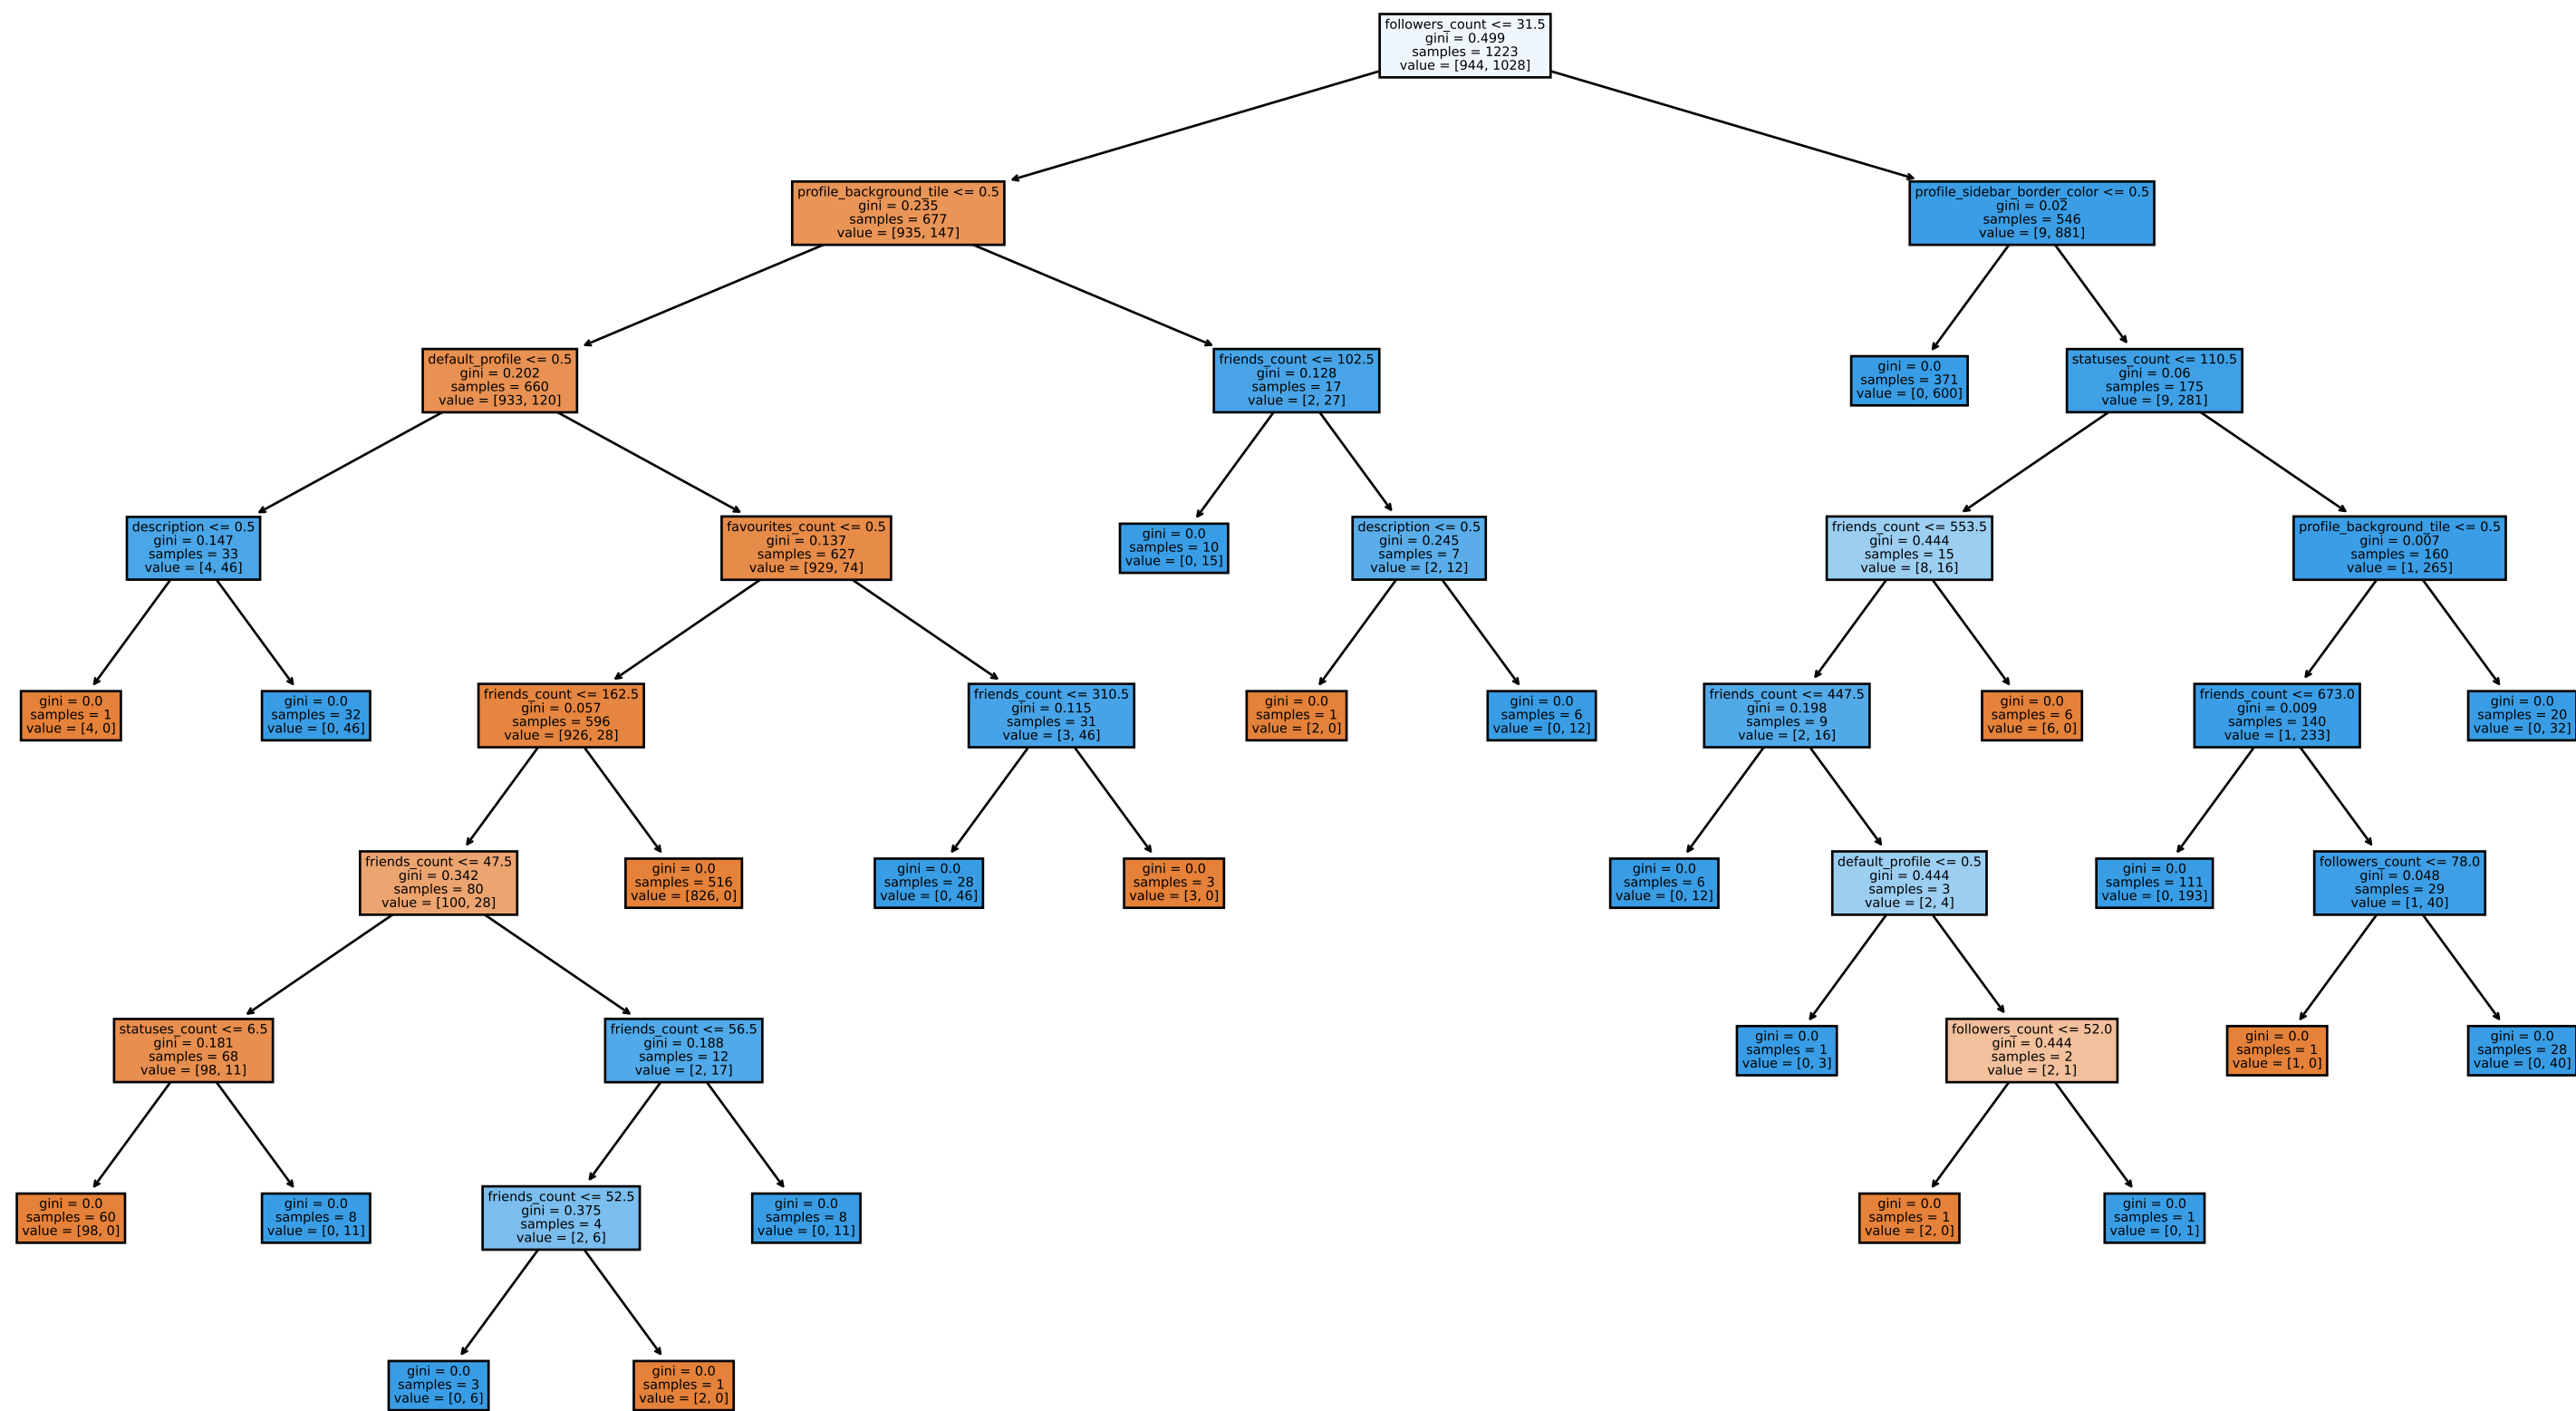 followers_count <= 31.5
gini = 0.499
samples = 1223
value = [944, 1028]
profile_background_tile <= 0.5
gini = 0.235
samples = 677
value = [935, 147]
profile_sidebar_border_color <= 0.5
gini = 0.02
samples = 546
value = [9, 881]
default_profile <= 0.5
gini = 0.202
samples = 660
value = [933, 120]
friends_count <= 102.5
gini = 0.128
samples = 17
value = [2, 27]
gini = 0.0
samples = 371
value = [0, 600]
statuses_count <= 110.5
gini = 0.06
samples = 175
value = [9, 281]
description <= 0.5
gini = 0.147
samples = 33
value = [4, 46]
favourites_count <= 0.5
gini = 0.137
samples = 627
value = [929, 74]
gini = 0.0
samples = 10
value = [0, 15]
description <= 0.5
gini = 0.245
samples = 7
value = [2, 12]
friends_count <= 553.5
gini = 0.444
samples = 15
value = [8, 16]
profile_background_tile <= 0.5
gini = 0.007
samples = 160
value = [1, 265]
gini = 0.0
samples = 1
value = [4, 0]
gini = 0.0
samples = 32
value = [0, 46]
friends_count <= 162.5
gini = 0.057
samples = 596
value = [926, 28]
friends_count <= 310.5
gini = 0.115
samples = 31
value = [3, 46]
gini = 0.0
samples = 1
value = [2, 0]
gini = 0.0
samples = 6
value = [0, 12]
friends_count <= 447.5
gini = 0.198
samples = 9
value = [2, 16]
gini = 0.0
samples = 6
value = [6, 0]
friends_count <= 673.0
gini = 0.009
samples = 140
value = [1, 233]
gini = 0.0
samples = 20
value = [0, 32]
friends_count <= 47.5
gini = 0.342
samples = 80
value = [100, 28]
gini = 0.0
samples = 516
value = [826, 0]
gini = 0.0
samples = 28
value = [0, 46]
gini = 0.0
samples = 3
value = [3, 0]
gini = 0.0
samples = 6
value = [0, 12]
default_profile <= 0.5
gini = 0.444
samples = 3
value = [2, 4]
gini = 0.0
samples = 111
value = [0, 193]
followers_count <= 78.0
gini = 0.048
samples = 29
value = [1, 40]
statuses_count <= 6.5
gini = 0.181
samples = 68
value = [98, 11]
friends_count <= 56.5
gini = 0.188
samples = 12
value = [2, 17]
gini = 0.0
samples = 1
value = [0, 3]
followers_count <= 52.0
gini = 0.444
samples = 2
value = [2, 1]
gini = 0.0
samples = 1
value = [1, 0]
gini = 0.0
samples = 28
value = [0, 40]
gini = 0.0
samples = 60
value = [98, 0]
gini = 0.0
samples = 8
value = [0, 11]
friends_count <= 52.5
gini = 0.375
samples = 4
value = [2, 6]
gini = 0.0
samples = 8
value = [0, 11]
gini = 0.0
samples = 1
value = [2, 0]
gini = 0.0
samples = 1
value = [0, 1]
gini = 0.0
samples = 3
value = [0, 6]
gini = 0.0
samples = 1
value = [2, 0]